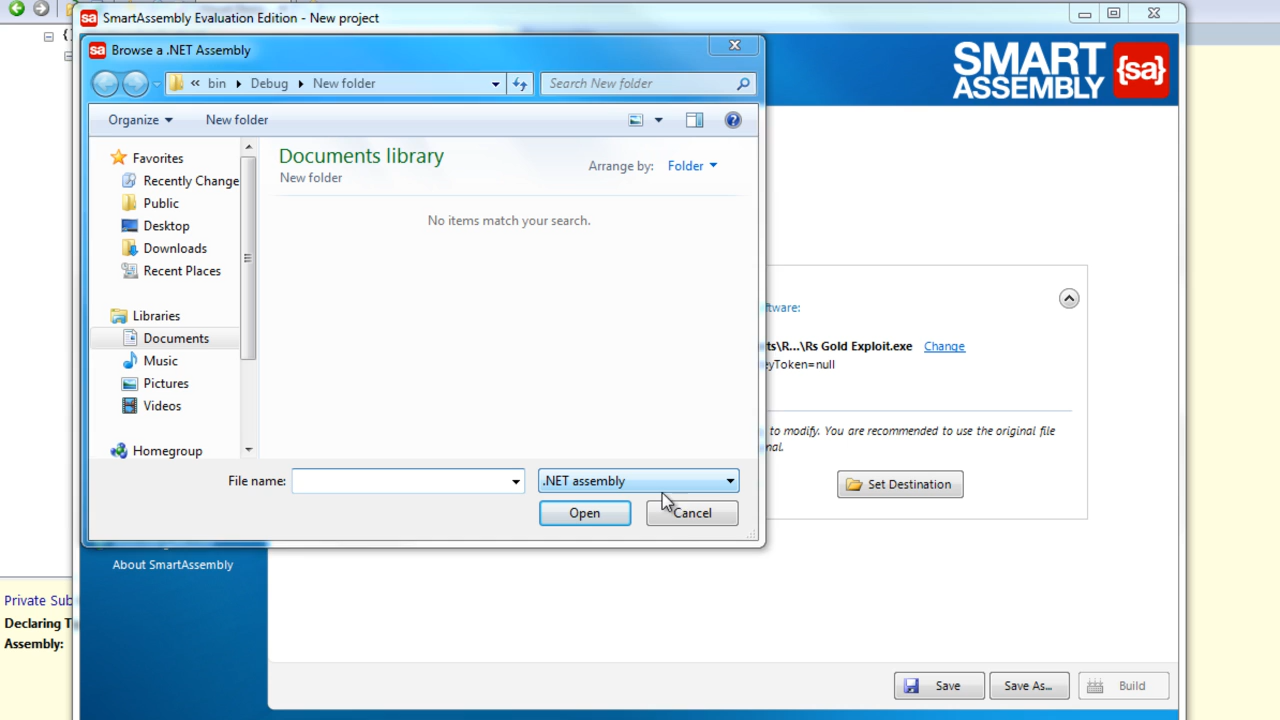 SmartAssembly Evaluation Edition - New project
sa
Browse a .NET Assembly
« bin Debug New folder
Search New folder
SMART
ASSEMBLY
{sa}
Organize
New folder
Favorites
Recently Change
Public
Desktop
Downloads
Recent Places
Libraries
Documents
Music
Pictures
Videos
Homegroup
Documents library
New folder
Arrange by: Folder
No items match your search.
File name:
.NET assembly
Open
Cancel
ftware:
ts\R...\Rs Gold Exploit.exe Change
eyToken=null
to modify. You are recommended to use the original file
nal.
Set Destination
About SmartAssembly
Private Sub
Declaring T
Assembly:
Save
Save As...
Build